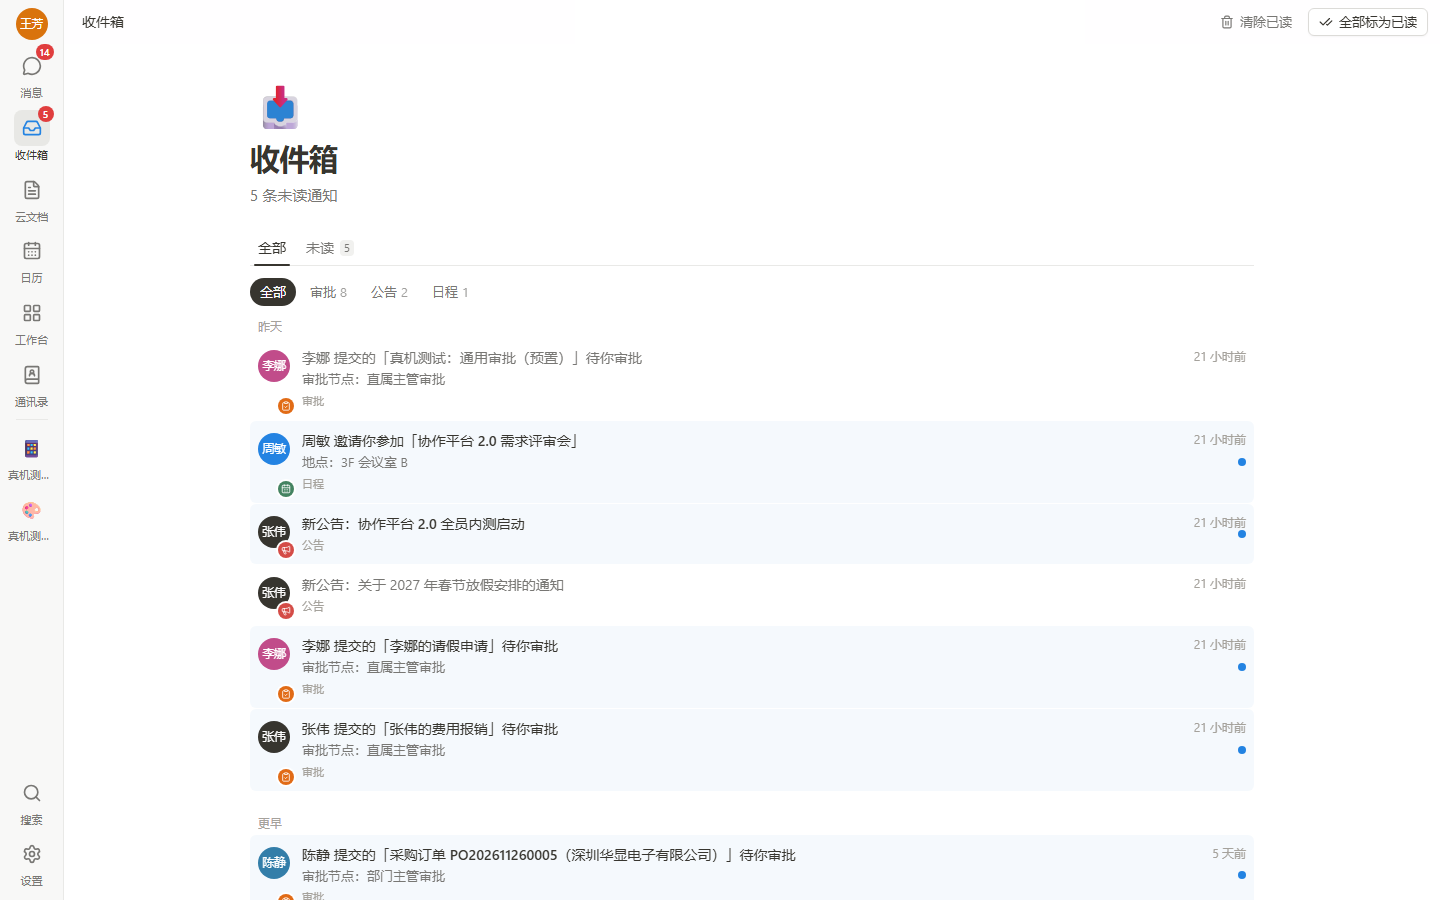 王芳
14
消息
5
收件箱
云文档
日历
工作台
通讯录
真机测...
真机测...
搜索
设置
收件箱
清除已读
全部标为已读
收件箱
5 条未读通知
全部
未读 5
全部
审批 8
公告 2
日程 1
昨天
李娜
李娜 提交的「真机测试：通用审批（预置）」待你审批
21 小时前
审批节点：直属主管审批
审批
周敏
周敏 邀请你参加「协作平台 2.0 需求评审会」
21 小时前
地点：3F 会议室 B
日程
张伟
新公告：协作平台 2.0 全员内测启动
21 小时前
公告
张伟
新公告：关于 2027 年春节放假安排的通知
21 小时前
公告
李娜
李娜 提交的「李娜的请假申请」待你审批
21 小时前
审批节点：直属主管审批
审批
张伟
张伟 提交的「张伟的费用报销」待你审批
21 小时前
审批节点：直属主管审批
审批
更早
陈静
陈静 提交的「采购订单 PO202611260005（深圳华显电子有限公司）」待你审批
5 天前
审批节点：部门主管审批
审批